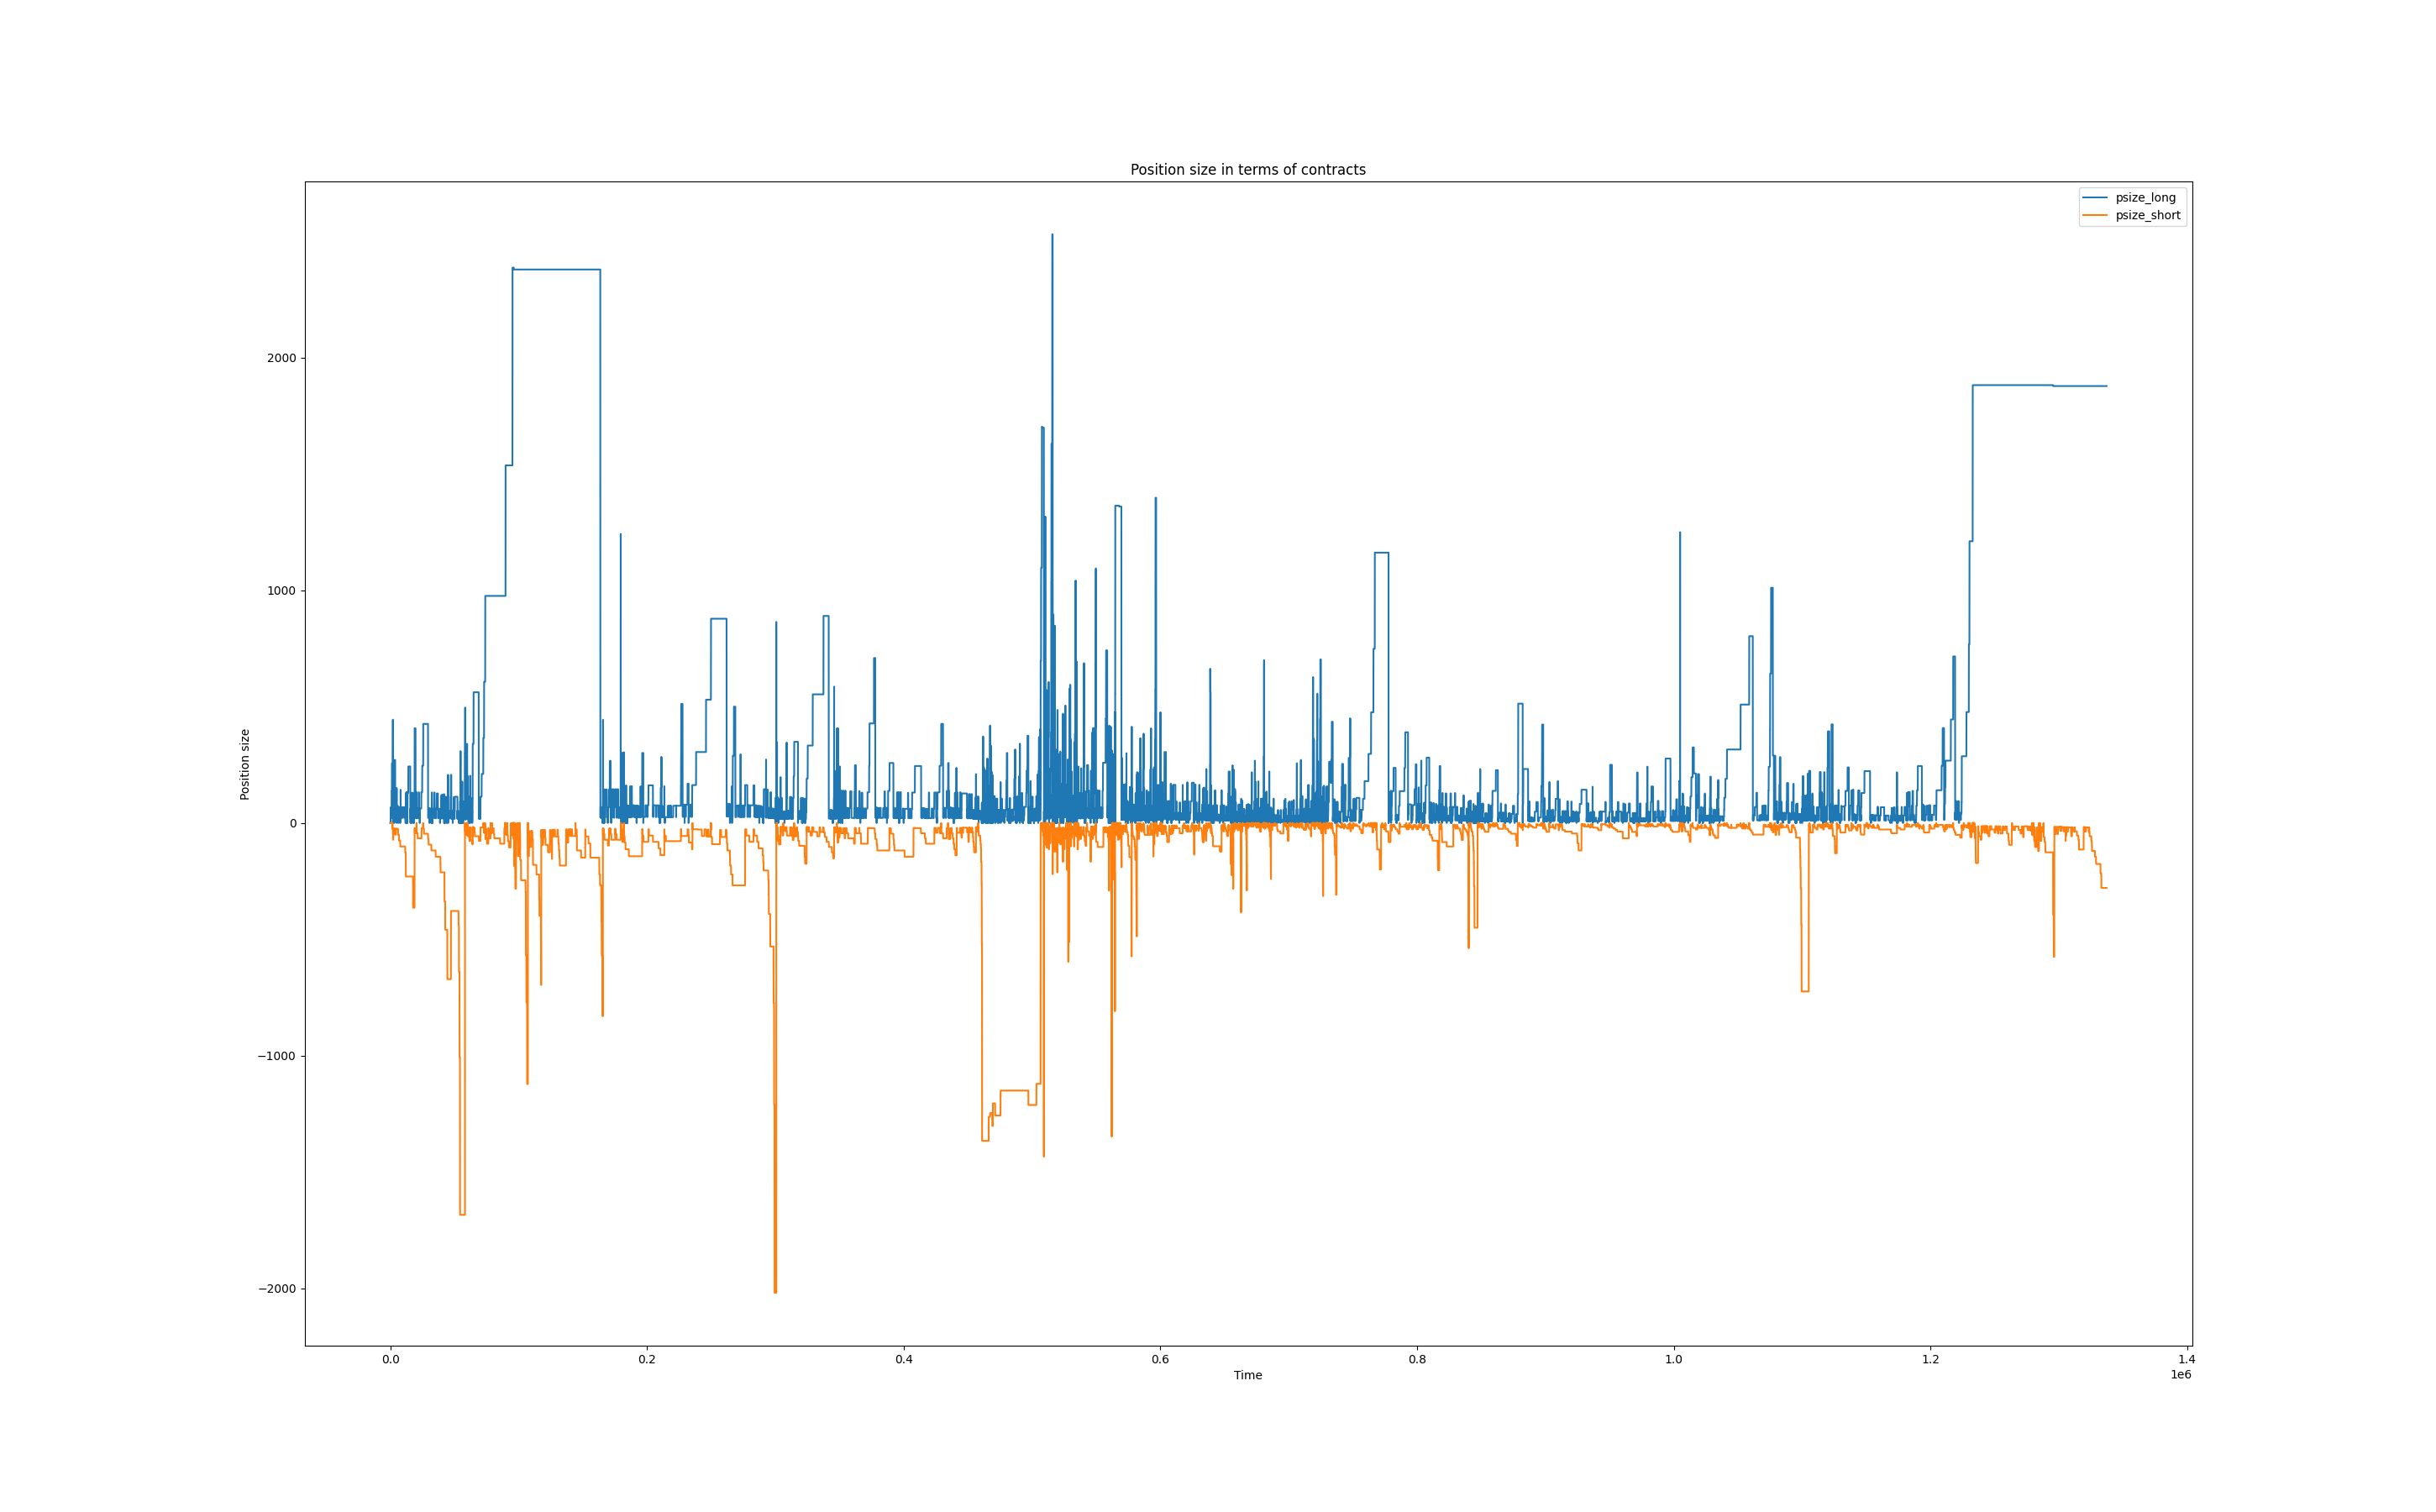 Position size in terms of contracts
psize_long
psize_short
Position size
2000
1000
0
−1000
−2000
0.0
0.2
0.4
0.6
0.8
1.0
1.2
1.4
Time
1e6